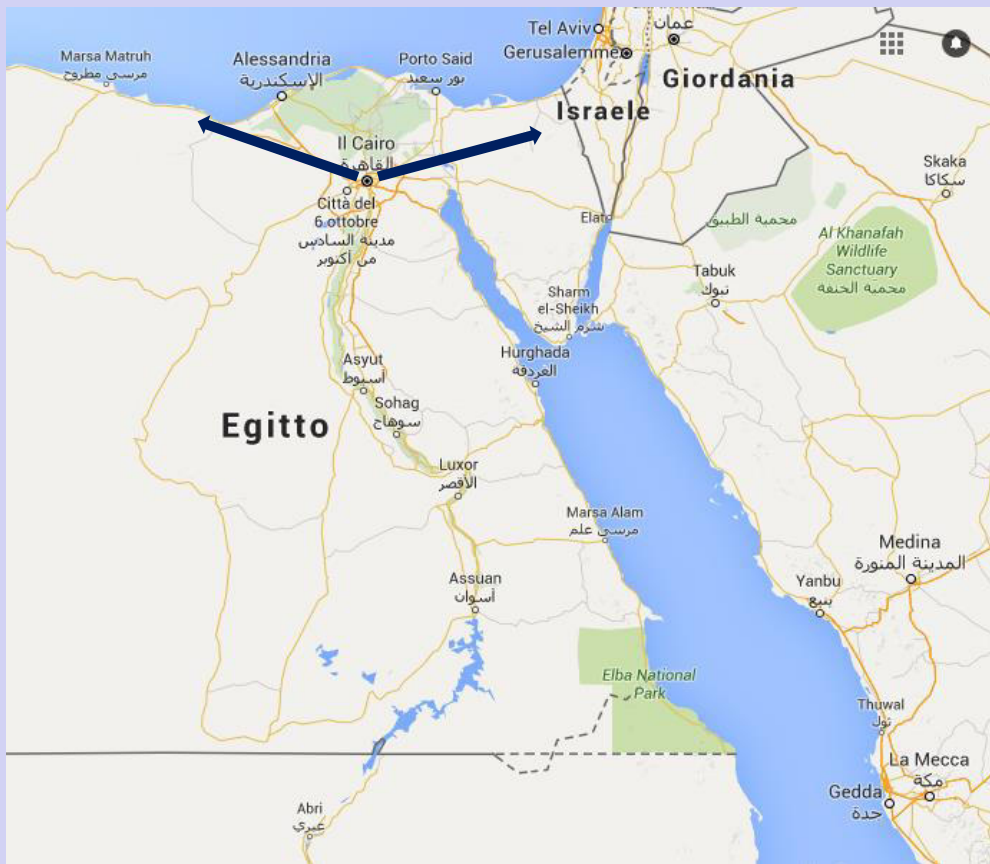 Tel Aviv
عمان
Marsa Matruh
مرسى مطروح
Alessandria
الإسكندرية
Porto Said
بور سعيد
Gerusalemme
Giordania
Israele
Il Cairo
القاهرة
Skaka
سكاكا
Città del
6 ottobre
مدينة السادس
من أكتوبر
Elat
محمية الطبيق
Al Khanafah
Wildlife
Sanctuary
محمية الخنفة
Tabuk
تبوك
Sharm
el-Sheikh
شرم الشيخ
Hurghada
الغردقة
Asyut
أسيوط
Sohag
سوهاج
Egitto
Luxor
الأقصر
Marsa Alam
مرسى علم
Medina
المدينة المنورة
Assuan
أسوان
Yanbu
ينبع
Elba National
Park
Thuwal
ثول
La Mecca
مكة
Gedda
جدة
Abri
عبري